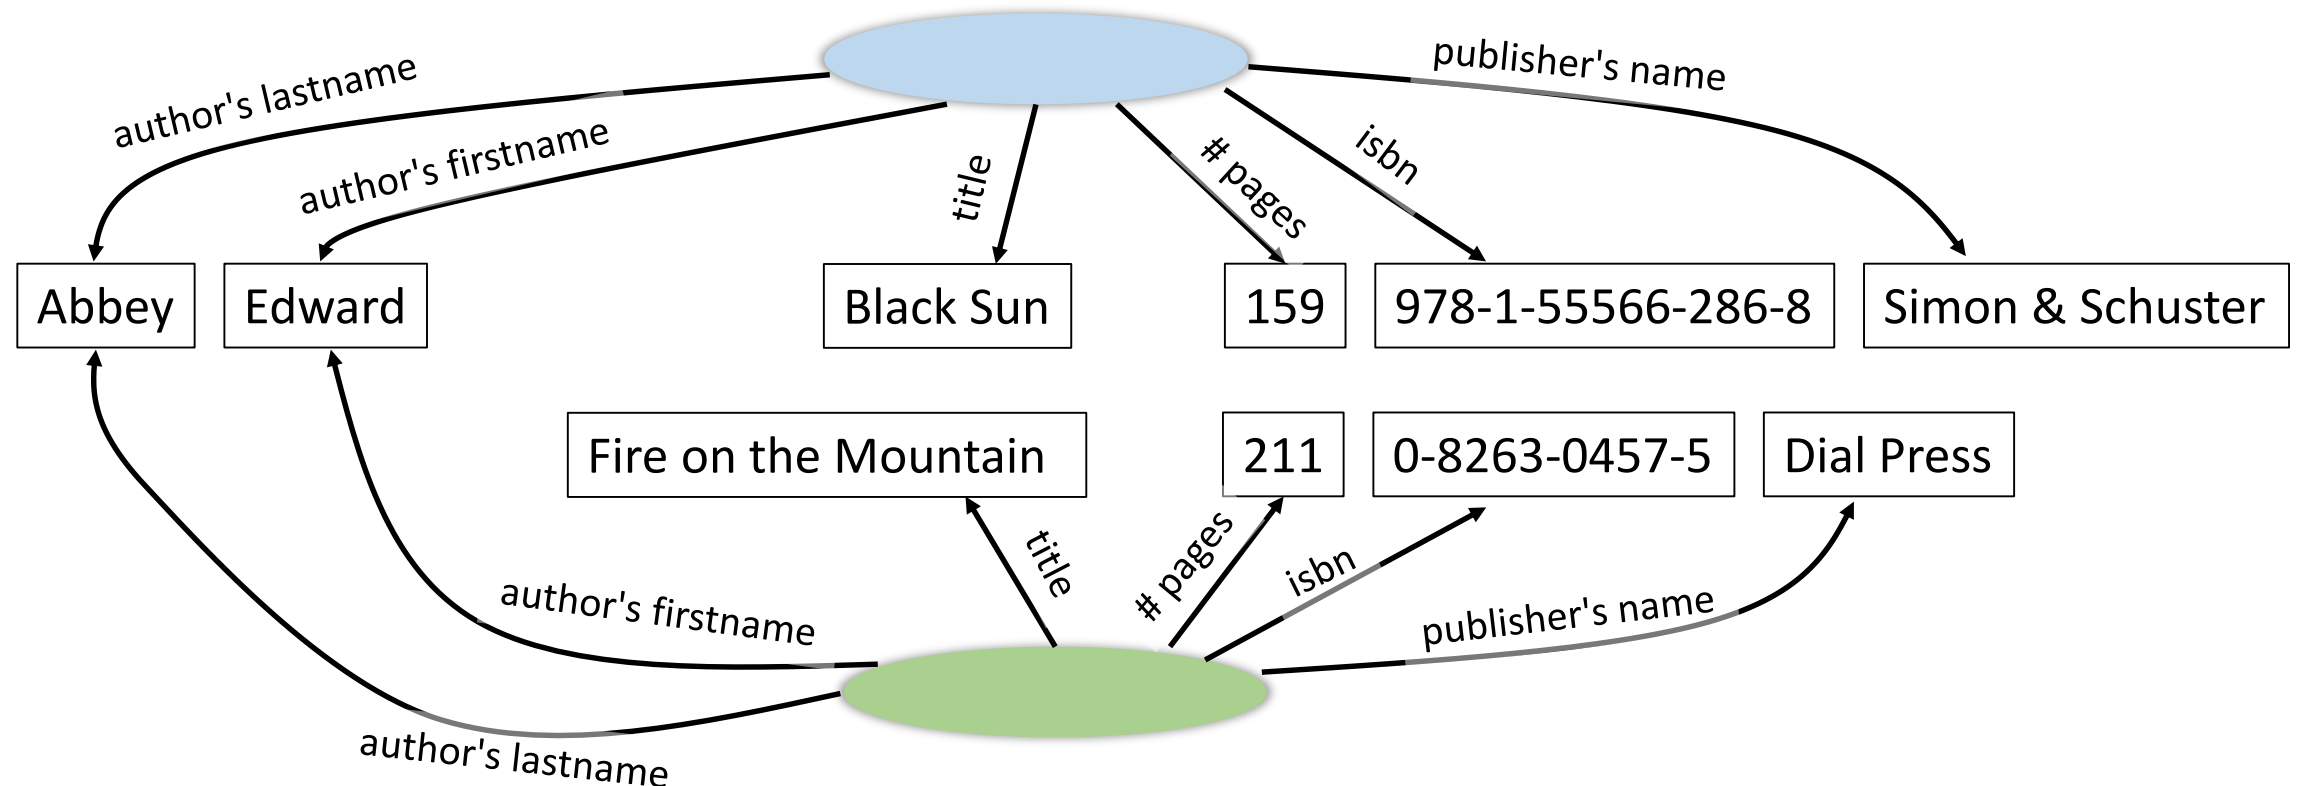 author's lastname
author's firstname
title
# pages
isbn
publisher's name
Abbey
Edward
Black Sun
159
978-1-55566-286-8
Simon & Schuster
Fire on the Mountain
211
0-8263-0457-5
Dial Press
author's lastname
author's firstname
title
# pages
isbn
publisher's name